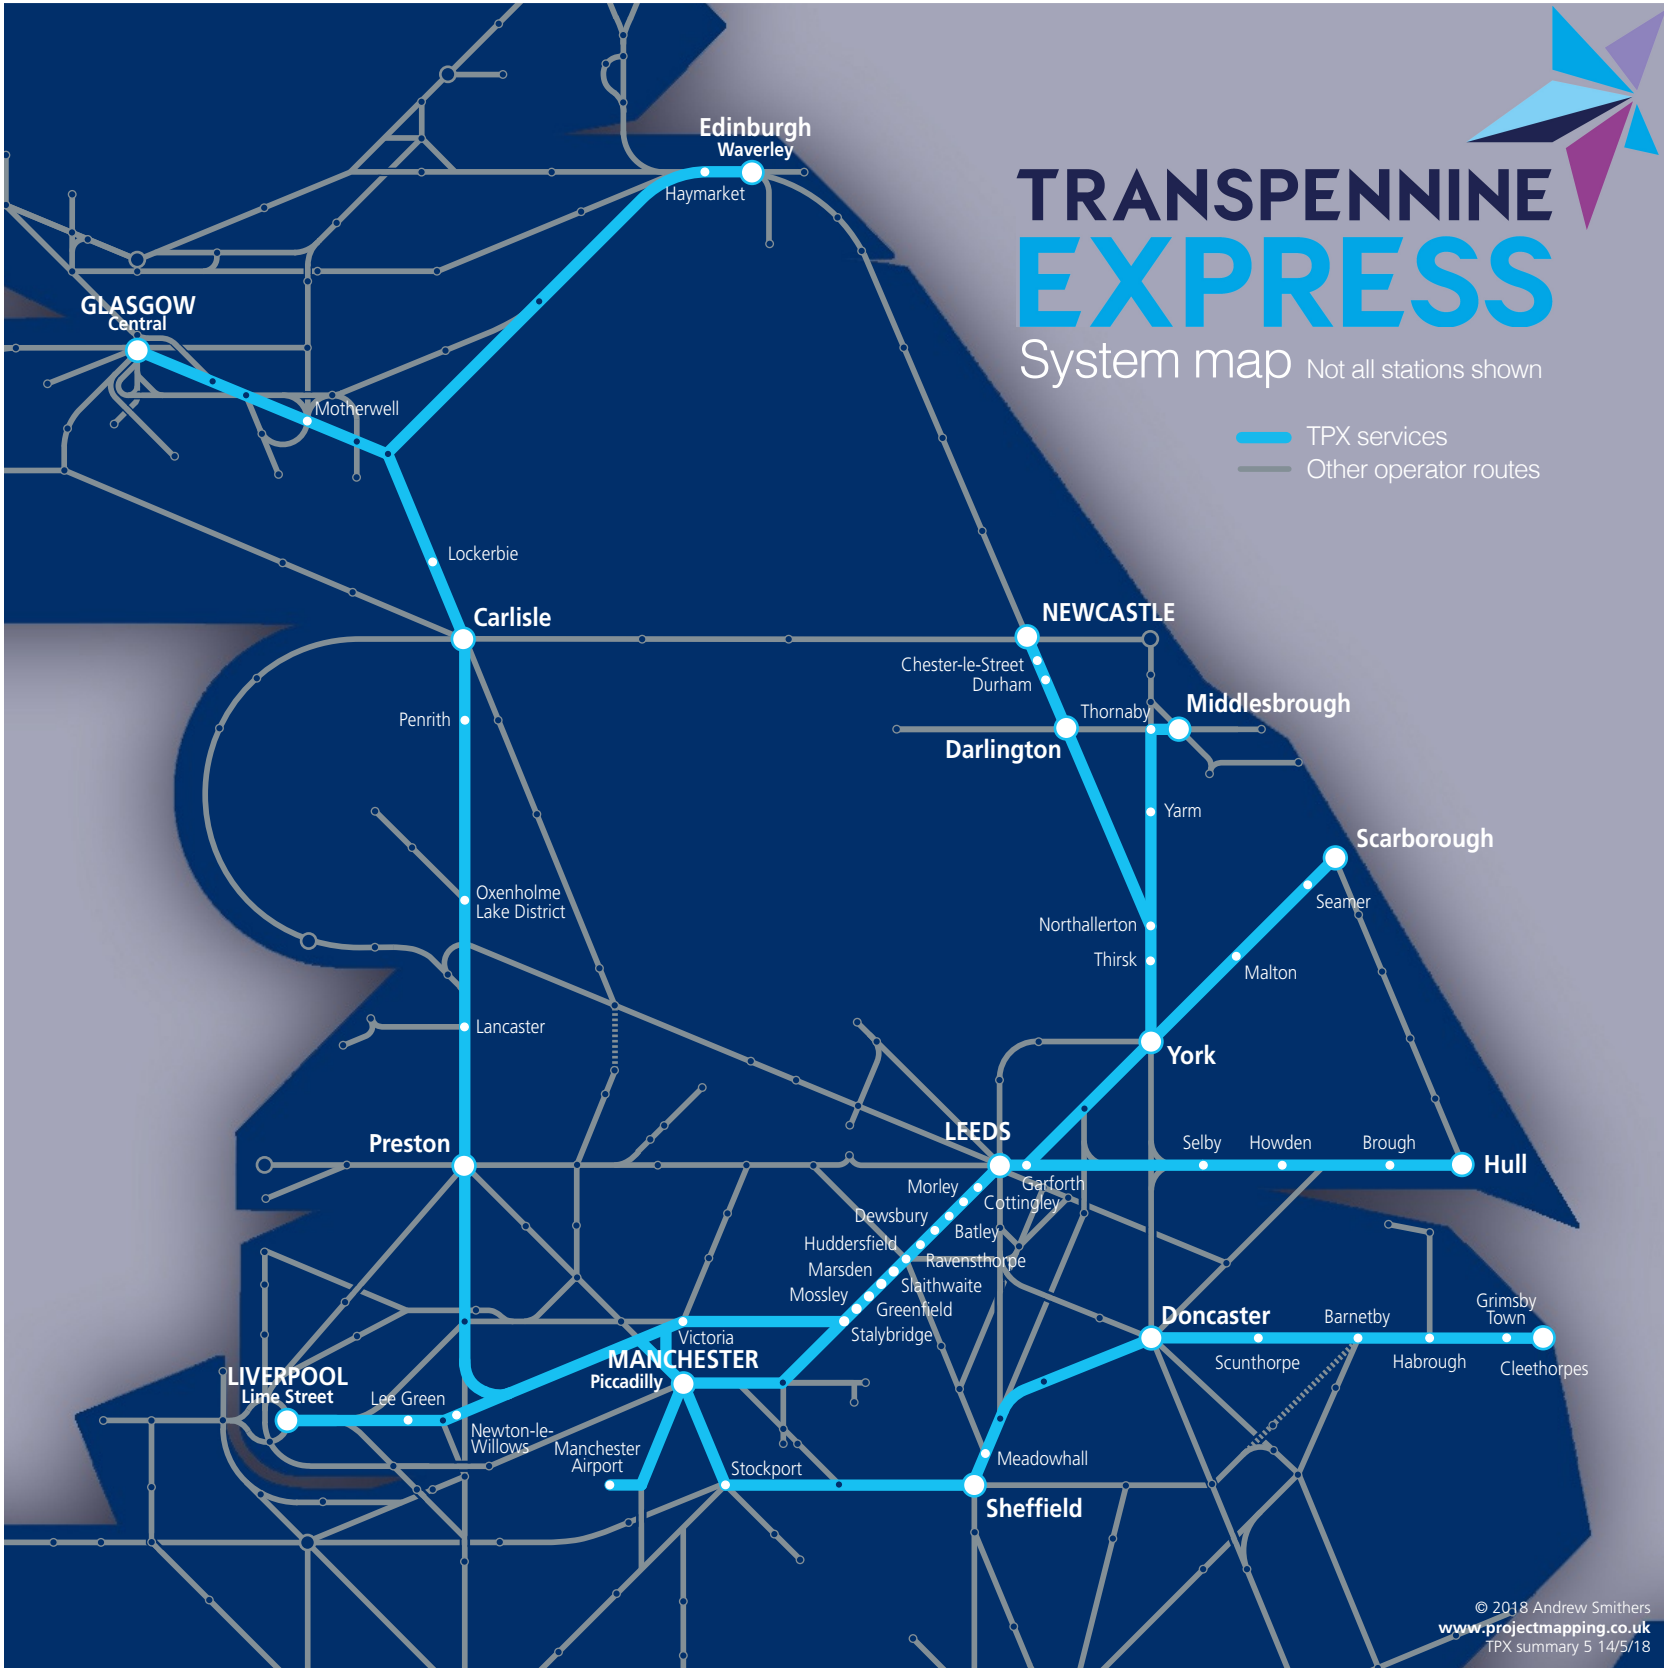 Edinburgh
Waverley
Haymarket
TRANSPENNINE
EXPRESS
System map Not all stations shown
TPX services
Other operator routes
GLASGOW
Central
Motherwell
Lockerbie
Carlisle
NEWCASTLE
Chester-le-Street
Durham
Thornaby
Middlesbrough
Darlington
Penrith
Yarm
Scarborough
Seamer
Oxenholme
Lake District
Northallerton
Thirsk
Malton
Lancaster
York
Preston
LEEDS
Selby
Howden
Brough
Hull
Garforth
Morley
Cottingley
Dewsbury
Batley
Huddersfield
Ravensthorpe
Marsden
Slaithwaite
Mossley
Greenfield
Stalybridge
Victoria
MANCHESTER
Piccadilly
Doncaster
Barnetby
Grimsby
Town
Scunthorpe
Habrough
Cleethorpes
LIVERPOOL
Lime Street
Lee Green
Newton-le-
Willows
Manchester
Airport
Stockport
Meadowhall
Sheffield
© 2018 Andrew Smithers
www.projectmapping.co.uk
TPX summary 5 14/5/18